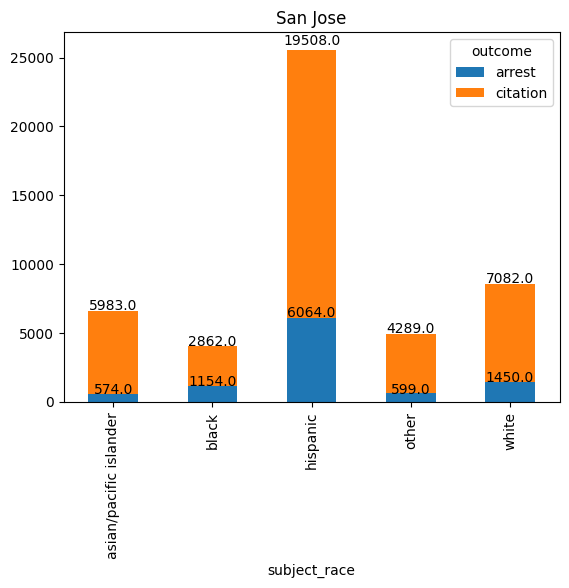 San Jose
25000
20000
15000
10000
5000
0
outcome
arrest
citation
19508.0
5983.0
2862.0
4289.0
7082.0
574.0
1154.0
6064.0
599.0
1450.0
asian/pacific islander
black
hispanic
other
white
subject_race